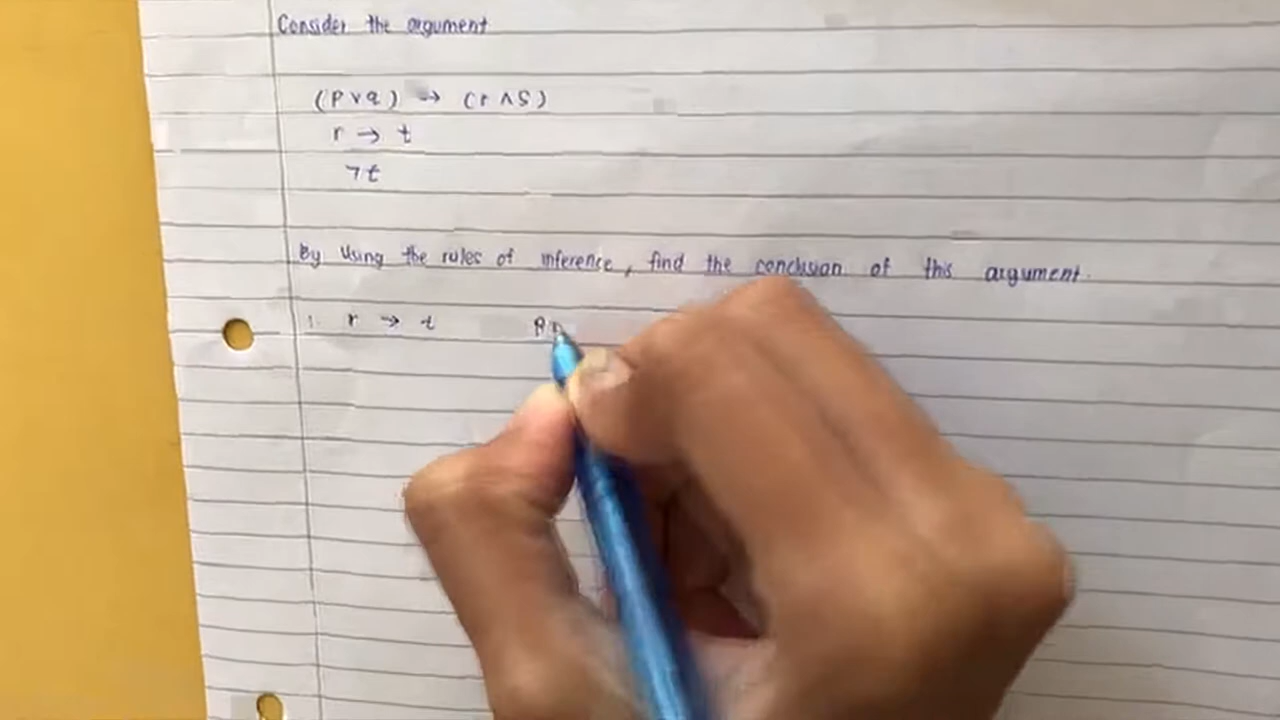 Consider the argument
(P ∨ q) → (r ∧ S)
r → t
¬t
By Using the rules of inference, find the conclusion of this argument.
1. r → t